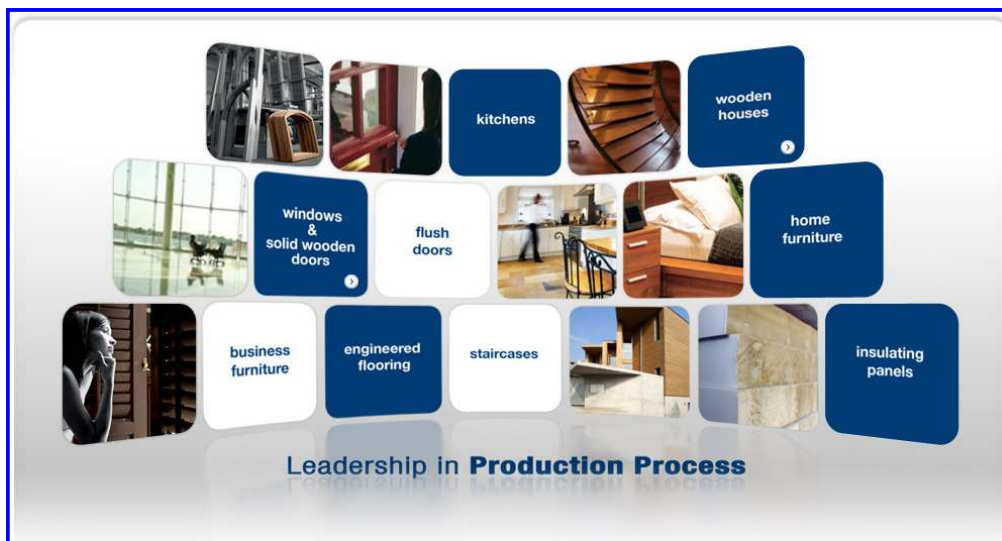 kitchens
wooden
houses
windows
&
solid wooden
doors
flush
doors
home
furniture
business
furniture
engineered
flooring
staircases
insulating
panels
Leadership in Production Process